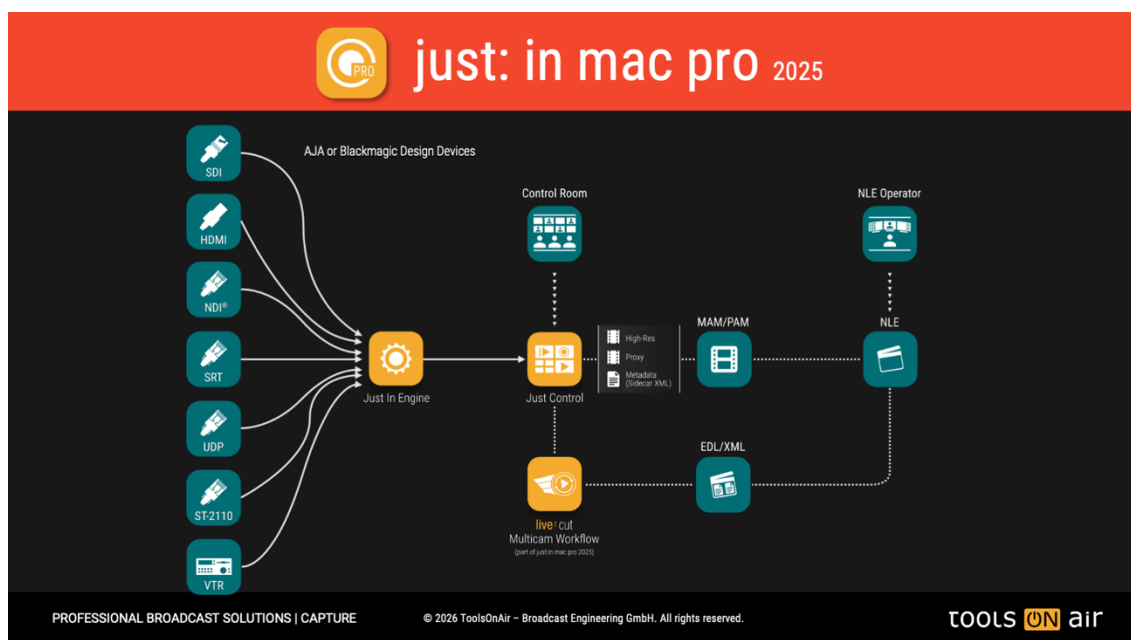 PRO
just: in mac pro 2025
SDI
AJA or Blackmagic Design Devices
HDMI
NDI®
SRT
UDP
ST-2110
VTR
Just In Engine
Control Room
Just Control
High-Res
Proxy
Metadata
(Sidecar XML)
MAM/PAM
NLE Operator
NLE
EDL/XML
live:cut
Multicam Workflow
(part of just:in mac pro 2025)
PROFESSIONAL BROADCAST SOLUTIONS | CAPTURE
© 2026 ToolsOnAir – Broadcast Engineering GmbH. All rights reserved.
TOOLS ON air